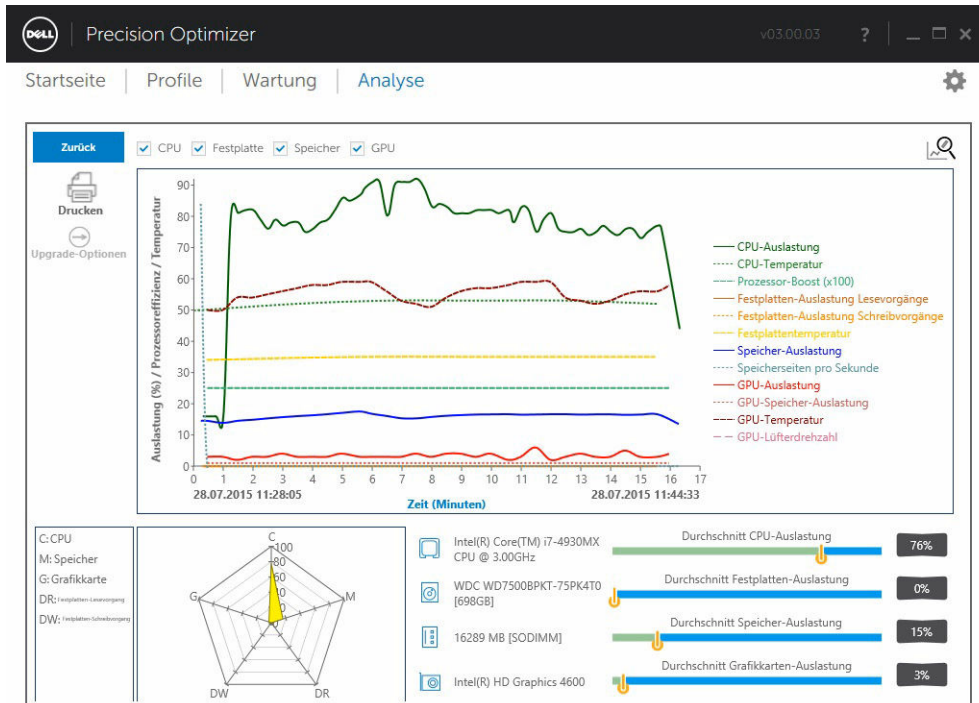 DELL Precision Optimizer v03.00.03 ?
Startseite Profile Wartung Analyse
Zurück
CPU Festplatte Speicher GPU
Drucken
Upgrade-Optionen
Auslastung (%) / Prozessoreffizienz / Temperatur
90
80
70
60
50
40
30
20
10
0
0 1 2 3 4 5 6 7 8 9 10 11 12 13 14 15 16 17
28.07.2015 11:28:05 28.07.2015 11:44:33
Zeit (Minuten)
CPU-Auslastung
CPU-Temperatur
Prozessor-Boost (x100)
Festplatten-Auslastung Lesevorgänge
Festplatten-Auslastung Schreibvorgänge
Festplattentemperatur
Speicher-Auslastung
Speicherseiten pro Sekunde
GPU-Auslastung
GPU-Speicher-Auslastung
GPU-Temperatur
GPU-Lüfterdrehzahl
C: CPU
M: Speicher
G: Grafikkarte
DR: Festplatten-Lesevorgang
DW: Festplatten-Schreibvorgang
C
100
80
60
G
M
DW
DR
Intel(R) Core(TM) i7-4930MX
CPU @ 3.00GHz
Durchschnitt CPU-Auslastung
76%
WDC WD7500BPKT-75PK4T0
[698GB]
Durchschnitt Festplatten-Auslastung
0%
16289 MB [SODIMM]
Durchschnitt Speicher-Auslastung
15%
Intel(R) HD Graphics 4600
Durchschnitt Grafikkarten-Auslastung
3%